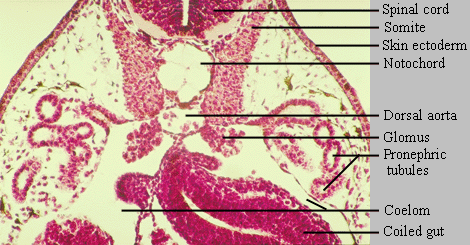 Spinal cord
Somite
Skin ectoderm
Notochord
Dorsal aorta
Glomus
Pronephric
tubules
Coelom
Coiled gut